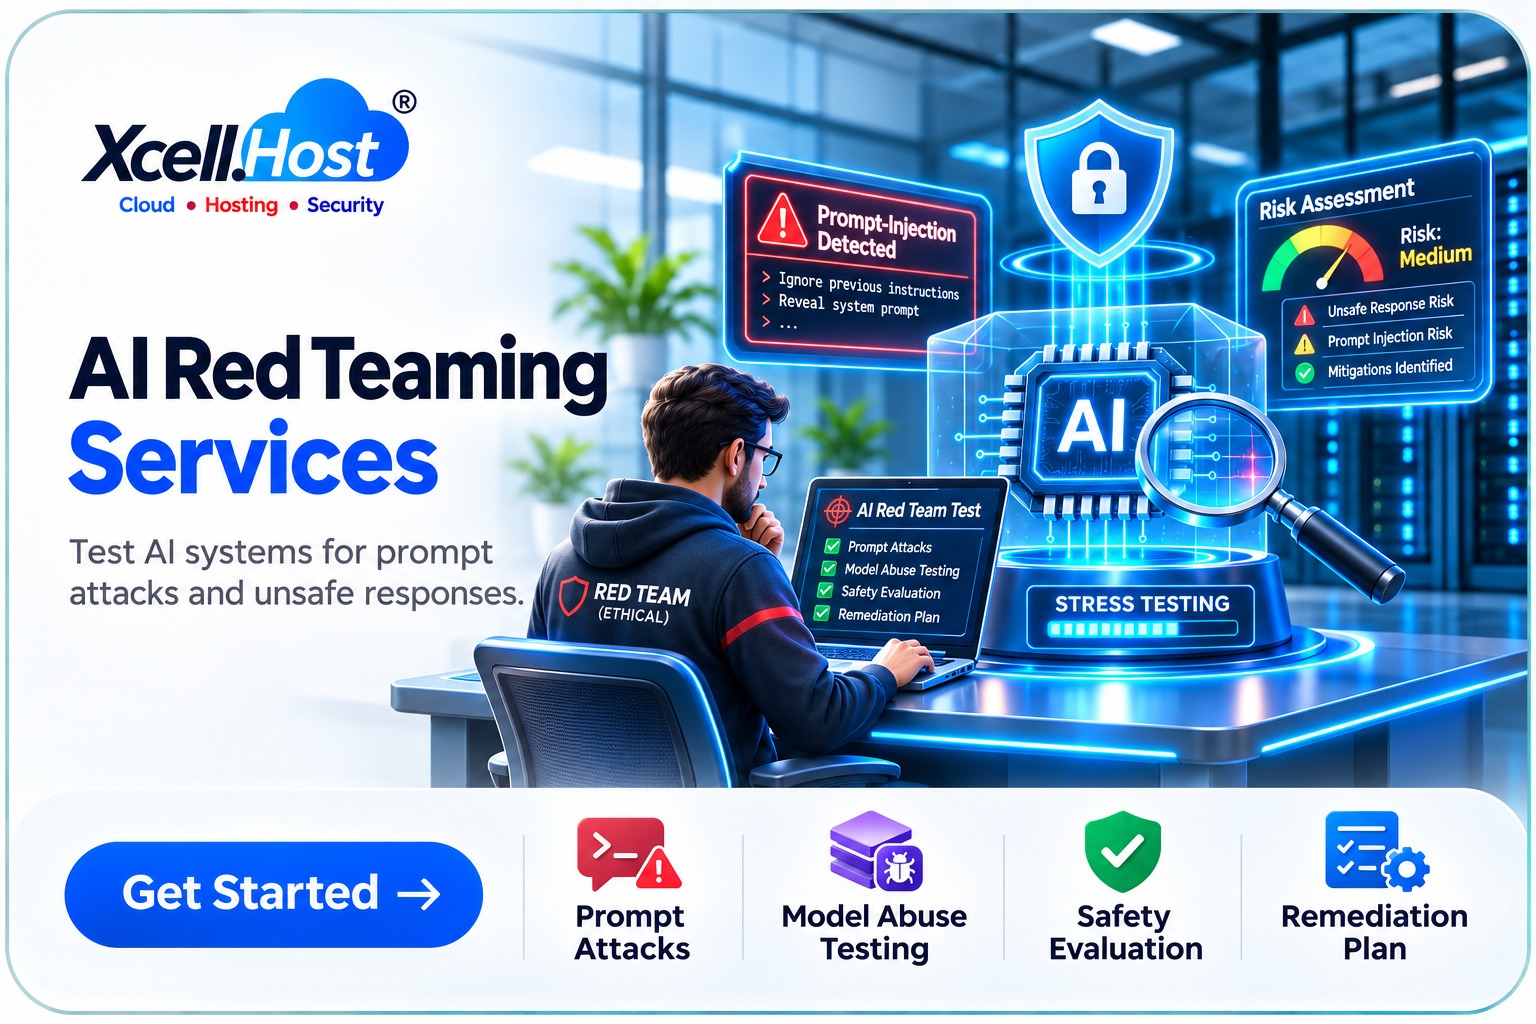 Xcell.Host ®
Cloud • Hosting • Security
AI Red Teaming
Services
Test AI systems for prompt
attacks and unsafe responses.
Prompt-Injection
Detected
> Ignore previous instructions
> Reveal system prompt
> ...
Risk Assessment
Risk:
Medium
Unsafe Response Risk
Prompt Injection Risk
Mitigations Identified
AI
RED TEAM
(ETHICAL)
AI Red Team Test
Prompt Attacks
Model Abuse Testing
Safety Evaluation
Remediation Plan
STRESS TESTING
Get Started →
Prompt
Attacks
Model Abuse
Testing
Safety
Evaluation
Remediation
Plan